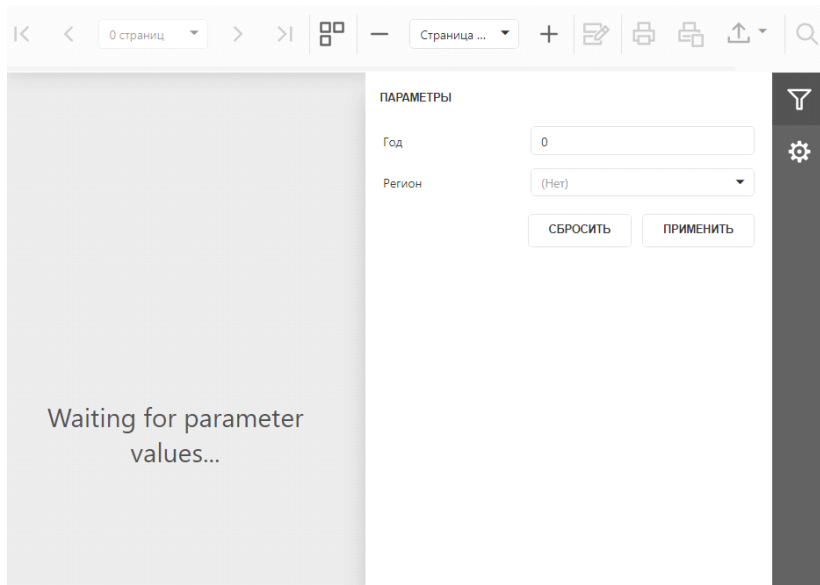 0 страниц
Страница ...
ПАРАМЕТРЫ
Год
0
Регион
(Нет)
СБРОСИТЬ
ПРИМЕНИТЬ
Waiting for parameter
values...